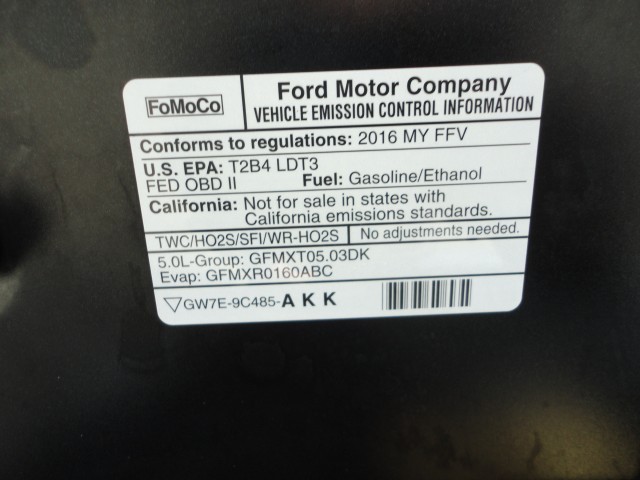 FoMoCo
Ford Motor Company
VEHICLE EMISSION CONTROL INFORMATION
Conforms to regulations: 2016 MY FFV
U.S. EPA: T2B4 LDT3
FED OBD II Fuel: Gasoline/Ethanol
California: Not for sale in states with
California emissions standards.
TWC/HO2S/SFI/WR-HO2S No adjustments needed.
5.0L-Group: GFMXT05.03DK
Evap: GFMXR0160ABC
GW7E-9C485-AKK